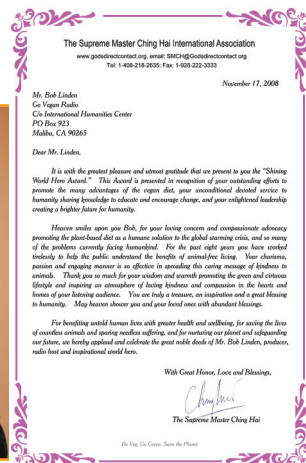 The Supreme Master Ching Hai International Association
www.godsdirectcontact.org, email: SMCH@Godsdirectcontact.org
Tel: 1-408-218-2635; Fax: 1-928-222-3333
November 17, 2008
Mr. Bob Linden
Go Vegan Radio
C/o International Humanities Center
PO Box 923
Malibu, CA 90265
Dear Mr. Linden,
It is with the greatest pleasure and utmost gratitude that we present to you the "Shining
World Hero Award." This Award is presented in recognition of your outstanding efforts to
promote the many advantages of the vegan diet, your unconditional devoted service to
humanity sharing knowledge to educate and encourage change, and your enlightened leadership
creating a brighter future for humanity.
Heaven smiles upon you Bob, for your loving concern and compassionate advocacy
promoting the plant-based diet as a humane solution to the global warming crisis, and so many
of the problems currently facing humankind. For the past eight years you have worked
tirelessly to help the public understand the benefits of animal-free living. Your charisma,
passion and engaging manner is so effective in spreading this caring message of kindness to
animals. Thank you so much for your wisdom and warmth promoting the green and virtuous
lifestyle and inspiring an atmosphere of loving kindness and compassion in the hearts and
homes of your listening audience. You are truly a treasure, an inspiration and a great blessing
to humanity. May heaven shower you and your loved ones with abundant blessings.
For benefiting untold human lives with greater health and wellbeing, for saving the lives
of countless animals and sparing needless suffering, and for nurturing our planet and safeguarding
our future, we hereby applaud and celebrate the great noble deeds of Mr. Bob Linden, producer,
radio host and inspirational world hero.
With Great Honor, Love and Blessings,
Ching Hai
The Supreme Master Ching Hai
Be Veg. Go Green. Save the Planet